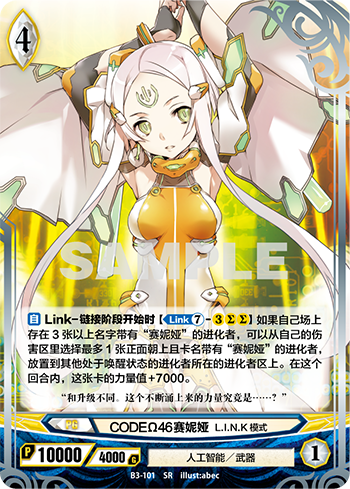 4
SAMPLE
自 Link-链接阶段开始时【Link 7-3ΣΣ】如果自己场上
存在3张以上名字带有“赛妮娅”的进化者，可以从自己的伤
害区里选择最多1张正面朝上且卡名带有“赛妮娅”的进化者，
放置到其他处于唤醒状态的进化者所在的进化者区上。在这个
回合内，这张卡的力量值+7000。
“和升级不同。这个不断涌上来的力量究竟是……？”
CODEΩ46赛妮娅 L.I.N.K 模式
P 10000 / 4000 G
人工智能／武器
1
B3-101 SR illust:abec